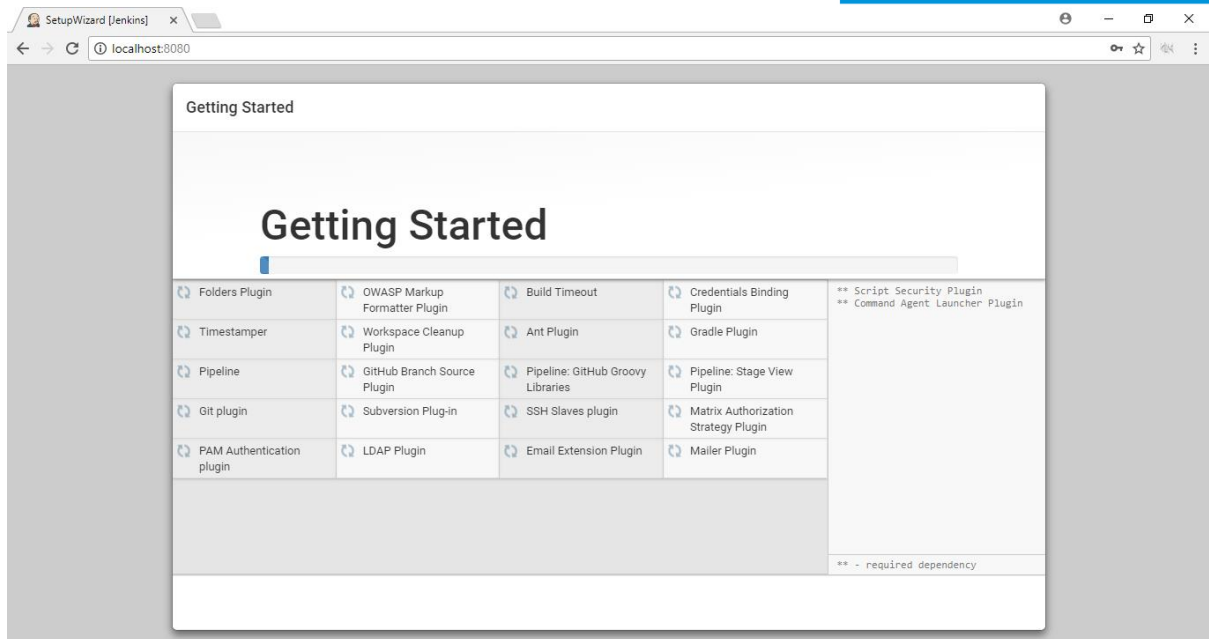 SetupWizard [Jenkins]
localhost:8080
Getting Started
Getting Started
Folders Plugin
OWASP Markup
Formatter Plugin
Build Timeout
Credentials Binding
Plugin
Timestamper
Workspace Cleanup
Plugin
Ant Plugin
Gradle Plugin
Pipeline
GitHub Branch Source
Plugin
Pipeline: GitHub Groovy
Libraries
Pipeline: Stage View
Plugin
Git plugin
Subversion Plug-in
SSH Slaves plugin
Matrix Authorization
Strategy Plugin
PAM Authentication
plugin
LDAP Plugin
Email Extension Plugin
Mailer Plugin
** Script Security Plugin
** Command Agent Launcher Plugin
** - required dependency